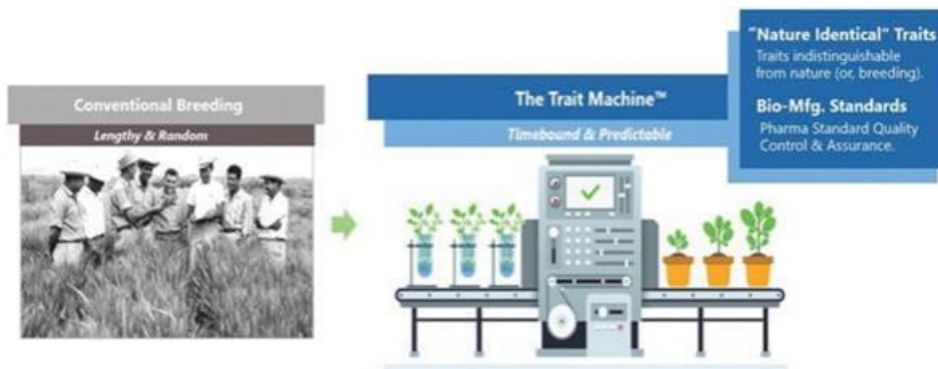 Conventional Breeding
Lengthy & Random
The Trait Machine™
Timebound & Predictable
“Nature Identical” Traits
Traits indistinguishable
from nature (or, breeding).
Bio-Mfg. Standards
Pharma Standard Quality
Control & Assurance.